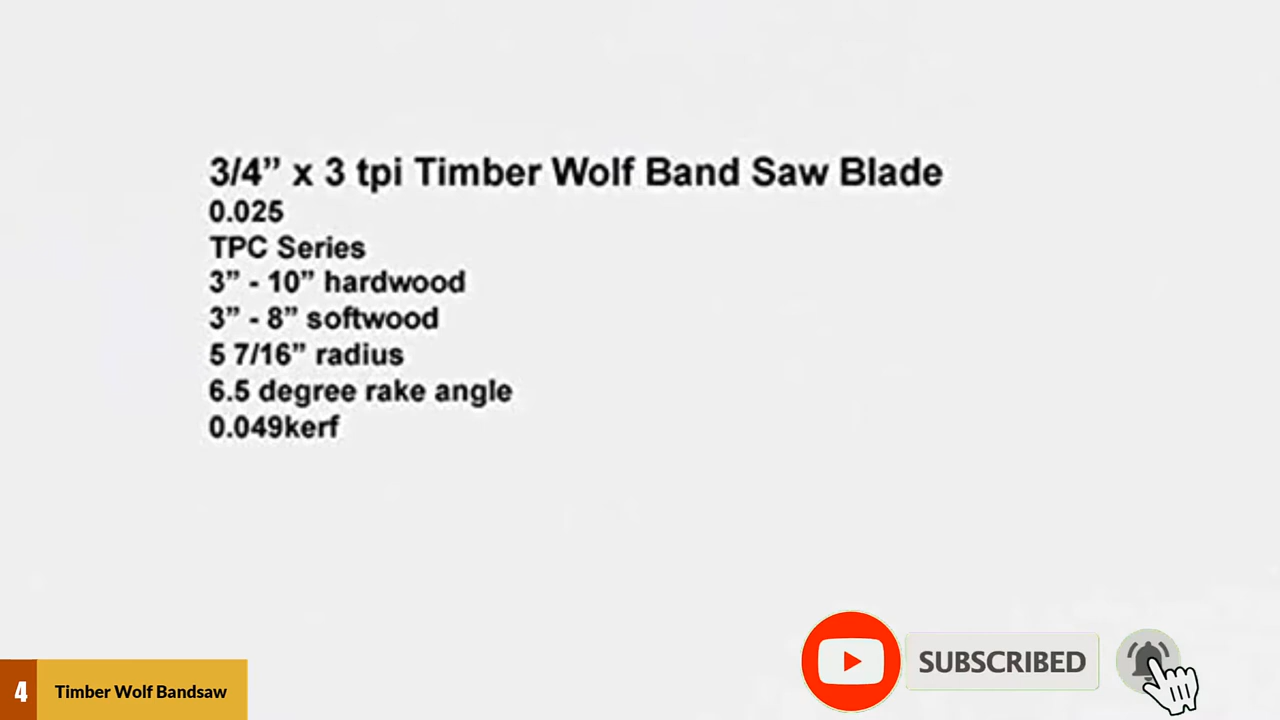 3/4” x 3 tpi Timber Wolf Band Saw Blade
0.025
TPC Series
3” - 10” hardwood
3” - 8” softwood
5 7/16” radius
6.5 degree rake angle
0.049kerf
SUBSCRIBED
4 Timber Wolf Bandsaw